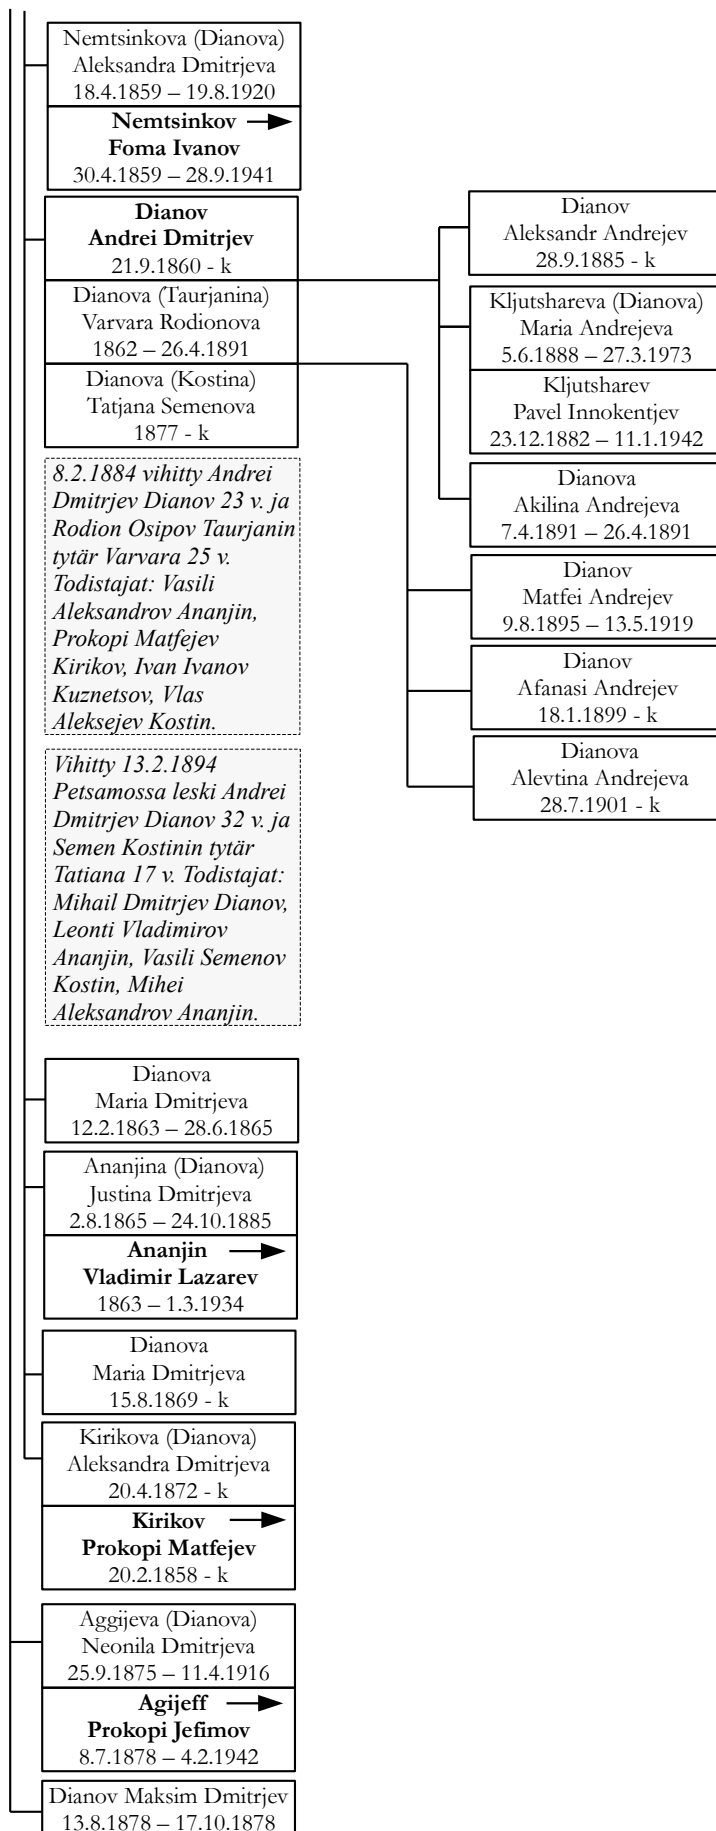 Nemtsinkova (Dianova)
Aleksandra Dmitrjeva
18.4.1859 – 19.8.1920
Nemtsinkov
Foma Ivanov
30.4.1859 – 28.9.1941
Dianov
Andrei Dmitrjev
21.9.1860 - k
Dianova (Taurjanina)
Varvara Rodionova
1862 – 26.4.1891
Dianova (Kostina)
Tatjana Semenova
1877 - k
8.2.1884 vihitty Andrei
Dmitrjev Dianov 23 v. ja
Rodion Osipov Taurjanin
tytär Varvara 25 v.
Todistajat: Vasili
Aleksandrov Ananjin,
Prokopi Matfejev
Kirikov, Ivan Ivanov
Kuznetsov, Vlas
Aleksejev Kostin.
Vihitty 13.2.1894
Petsamossa leski Andrei
Dmitrjev Dianov 32 v. ja
Semen Kostinin tytär
Tatiana 17 v. Todistajat:
Mihail Dmitrjev Dianov,
Leonti Vladimirov
Ananjin, Vasili Semenov
Kostin, Mihei
Aleksandrov Ananjin.
Dianov
Aleksandr Andrejev
28.9.1885 - k
Kljutshareva (Dianova)
Maria Andrejeva
5.6.1888 – 27.3.1973
Kljutsharev
Pavel Innokentjev
23.12.1882 – 11.1.1942
Dianova
Akilina Andrejeva
7.4.1891 – 26.4.1891
Dianov
Matfei Andrejev
9.8.1895 – 13.5.1919
Dianov
Afanasi Andrejev
18.1.1899 - k
Dianova
Alevtina Andrejeva
28.7.1901 - k
Dianova
Maria Dmitrjeva
12.2.1863 – 28.6.1865
Ananjina (Dianova)
Justina Dmitrjeva
2.8.1865 – 24.10.1885
Ananjin
Vladimir Lazarev
1863 – 1.3.1934
Dianova
Maria Dmitrjeva
15.8.1869 - k
Kirikova (Dianova)
Aleksandra Dmitrjeva
20.4.1872 - k
Kirikov
Prokopi Matfejev
20.2.1858 - k
Aggijeva (Dianova)
Neonila Dmitrjeva
25.9.1875 – 11.4.1916
Agijeff
Prokopi Jefimov
8.7.1878 – 4.2.1942
Dianov Maksim Dmitrjev
13.8.1878 – 17.10.1878